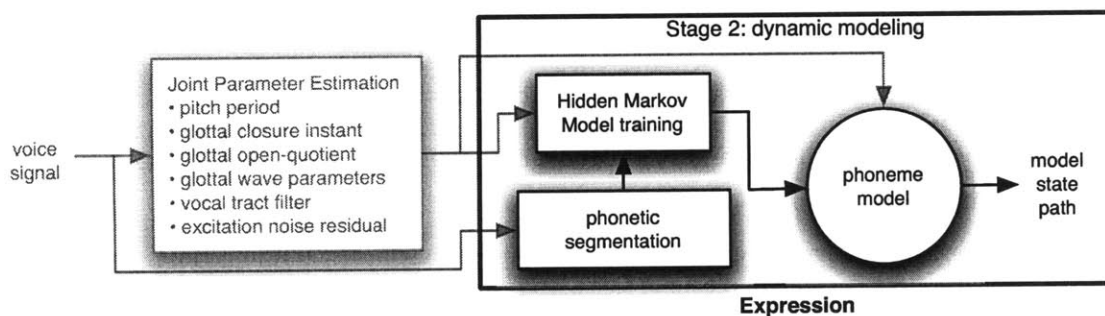 Stage 2: dynamic modeling
Joint Parameter Estimation
• pitch period
• glottal closure instant
• glottal open-quotient
• glottal wave parameters
• vocal tract filter
• excitation noise residual
voice
signal
Hidden Markov
Model training
phonetic
segmentation
phoneme
model
model
state
path
Expression